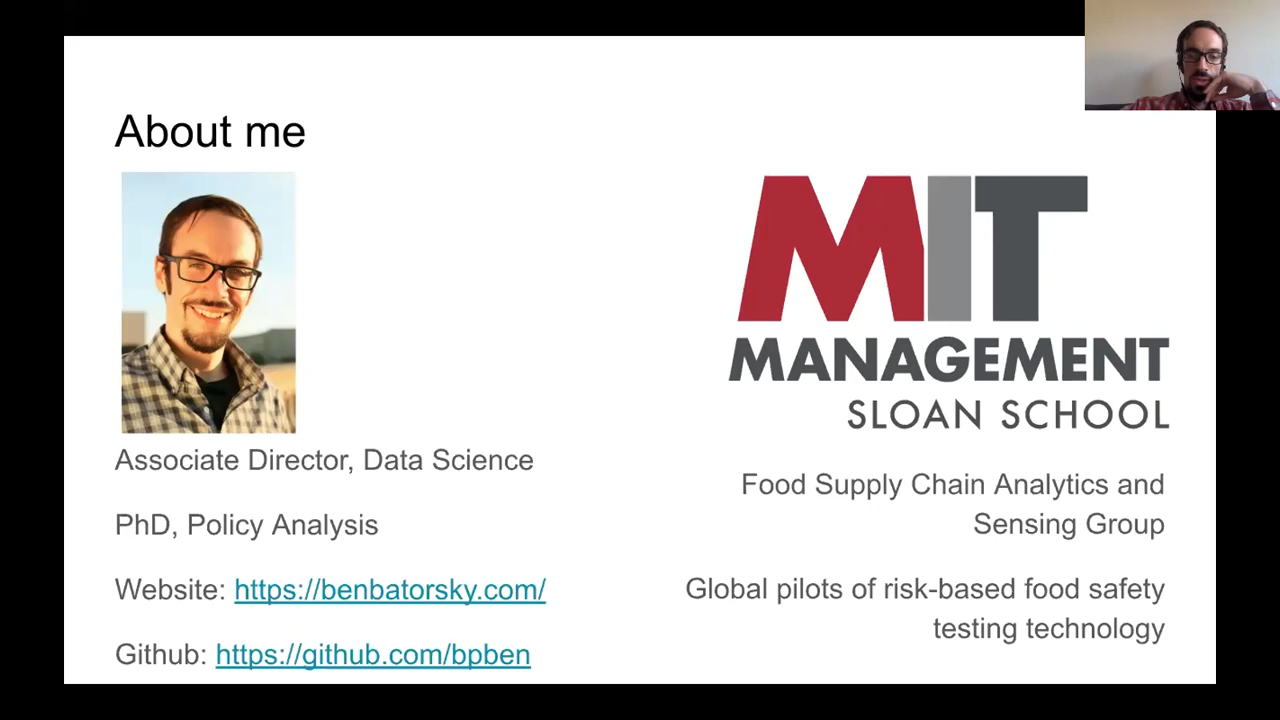 About me
Associate Director, Data Science
PhD, Policy Analysis
Website: https://benbatorsky.com/
Github: https://github.com/bpben
MIT
MANAGEMENT
SLOAN SCHOOL
Food Supply Chain Analytics and
Sensing Group
Global pilots of risk-based food safety
testing technology